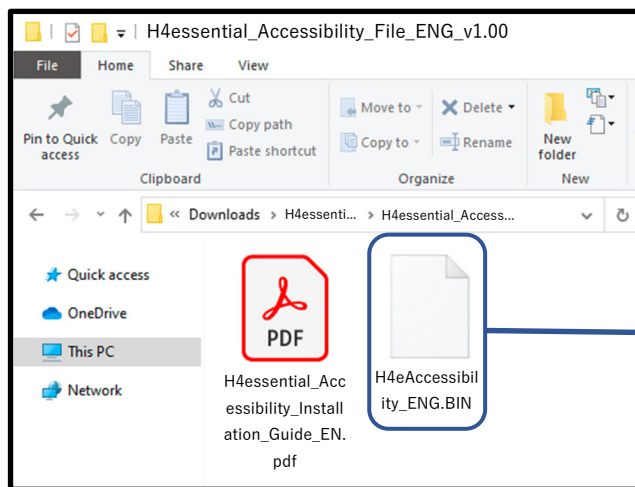 H4essential_Accessibility_File_ENG_v1.00
File Home Share View
Pin to Quick access
Copy
Paste
Cut
Copy path
Paste shortcut
Move to
Copy to
Delete
Rename
New folder
Clipboard Organize New
« Downloads > H4essenti... > H4essential_Access...
Quick access
OneDrive
This PC
Network
PDF
H4essential_Acc
essibility_Install
ation_Guide_EN.
pdf
H4eAccessibil
ity_ENG.BIN